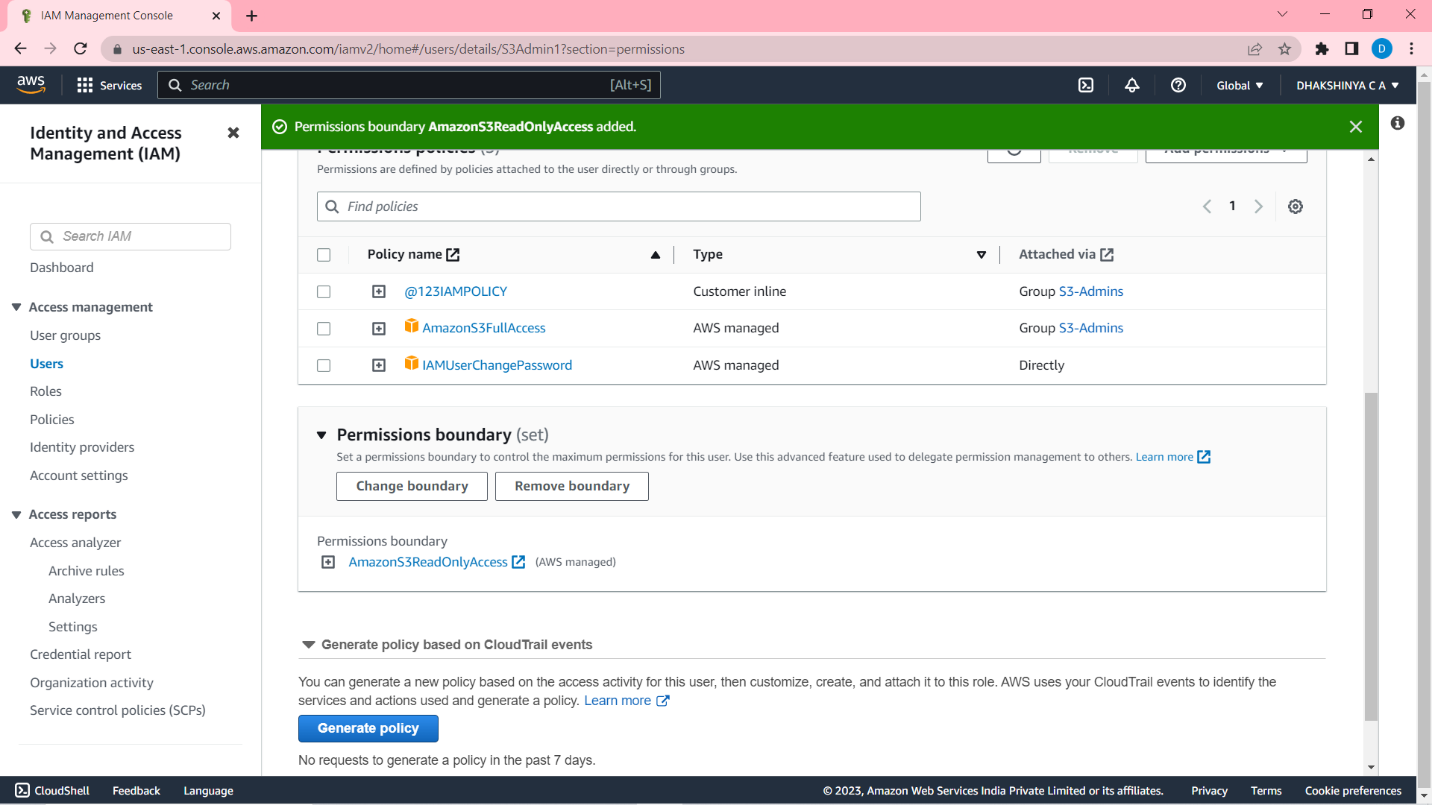 IAM Management Console
us-east-1.console.aws.amazon.com/iamv2/home#/users/details/S3Admin1?section=permissions
D
aws
Services
Search
[Alt+S]
Global
DHAKSHINYA C A
Identity and Access
Management (IAM)
Search IAM
Dashboard
Access management
User groups
Users
Roles
Policies
Identity providers
Account settings
Access reports
Access analyzer
Archive rules
Analyzers
Settings
Credential report
Organization activity
Service control policies (SCPs)
Permissions boundary AmazonS3ReadOnlyAccess added.
Permissions policies (3)
Remove
Add permissions
Permissions are defined by policies attached to the user directly or through groups.
Find policies
1
Policy name Type Attached via
@123IAMPOLICY Customer inline Group S3-Admins
AmazonS3FullAccess AWS managed Group S3-Admins
IAMUserChangePassword AWS managed Directly
Permissions boundary (set)
Set a permissions boundary to control the maximum permissions for this user. Use this advanced feature used to delegate permission management to others. Learn more
Change boundary
Remove boundary
Permissions boundary
AmazonS3ReadOnlyAccess (AWS managed)
Generate policy based on CloudTrail events
You can generate a new policy based on the access activity for this user, then customize, create, and attach it to this role. AWS uses your CloudTrail events to identify the
services and actions used and generate a policy. Learn more
Generate policy
No requests to generate a policy in the past 7 days.
CloudShell
Feedback
Language
© 2023, Amazon Web Services India Private Limited or its affiliates.
Privacy
Terms
Cookie preferences